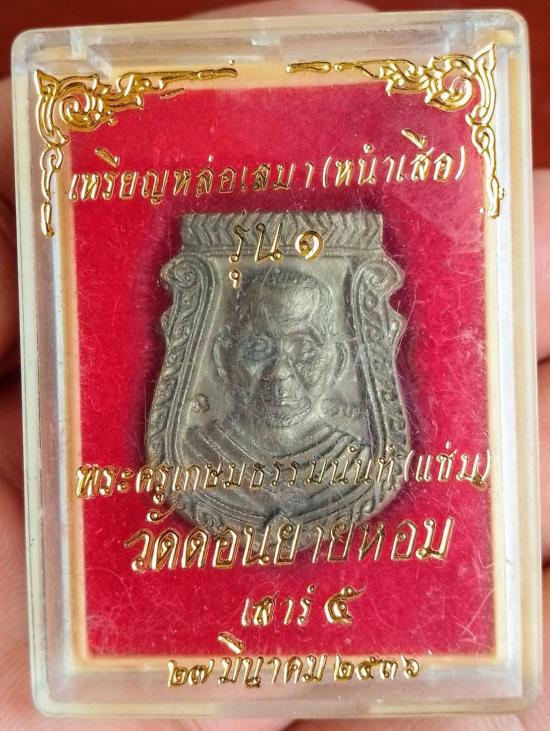 เหรียญหล่อเสมา(หน้าเสือ)
รุ่น ๑
พระครูเกษมธรรมนันท์(แช่ม)
วัดดอนยายหอม
เสาร์ ๕
๒๗ มีนาคม ๒๕๓๖